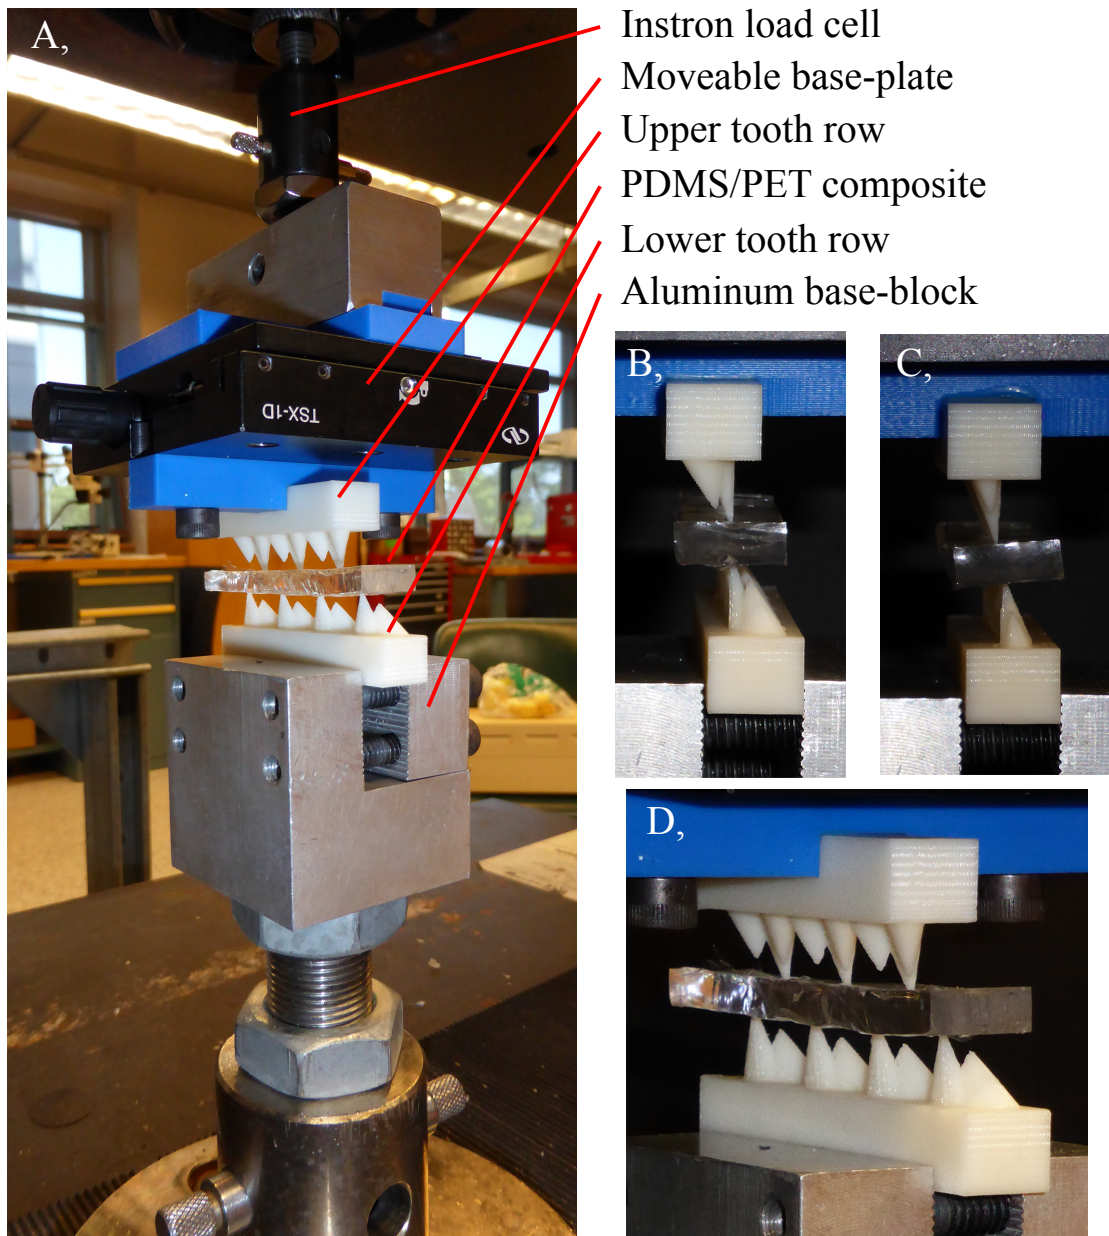 A,
Instron load cell
Moveable base-plate
Upper tooth row
PDMS/PET composite
Lower tooth row
Aluminum base-block
TSX-1D
B,
C,
D,